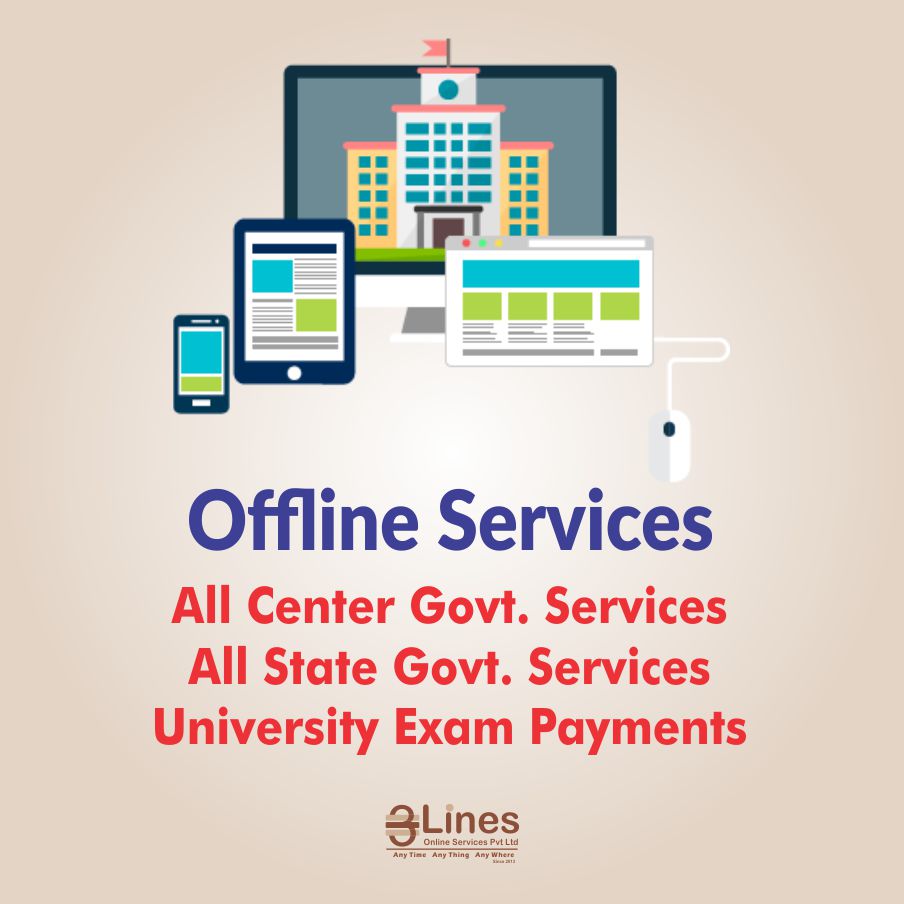 Offline Services
All Center Govt. Services
All State Govt. Services
University Exam Payments
3Lines
Online Services Pvt Ltd
Any Time Any Thing Any Where
Since 2013